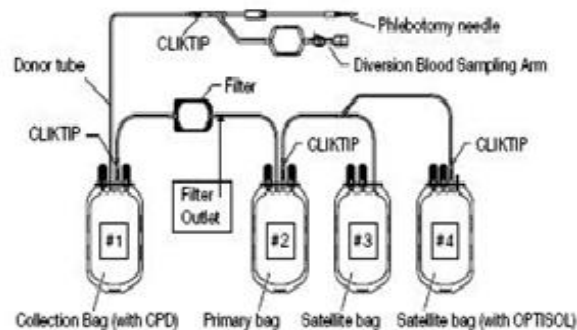 Phlebotomy needle
CLIKTIP
Donor tube
Diversion Blood Sampling Arm
Filter
CLIKTIP
CLIKTIP
CLIKTIP
Filter
Outlet
#1
#2
#3
#4
Collection Bag (with CPD)
Primary bag
Satellite bag
Satellite bag (with OPTISOL)